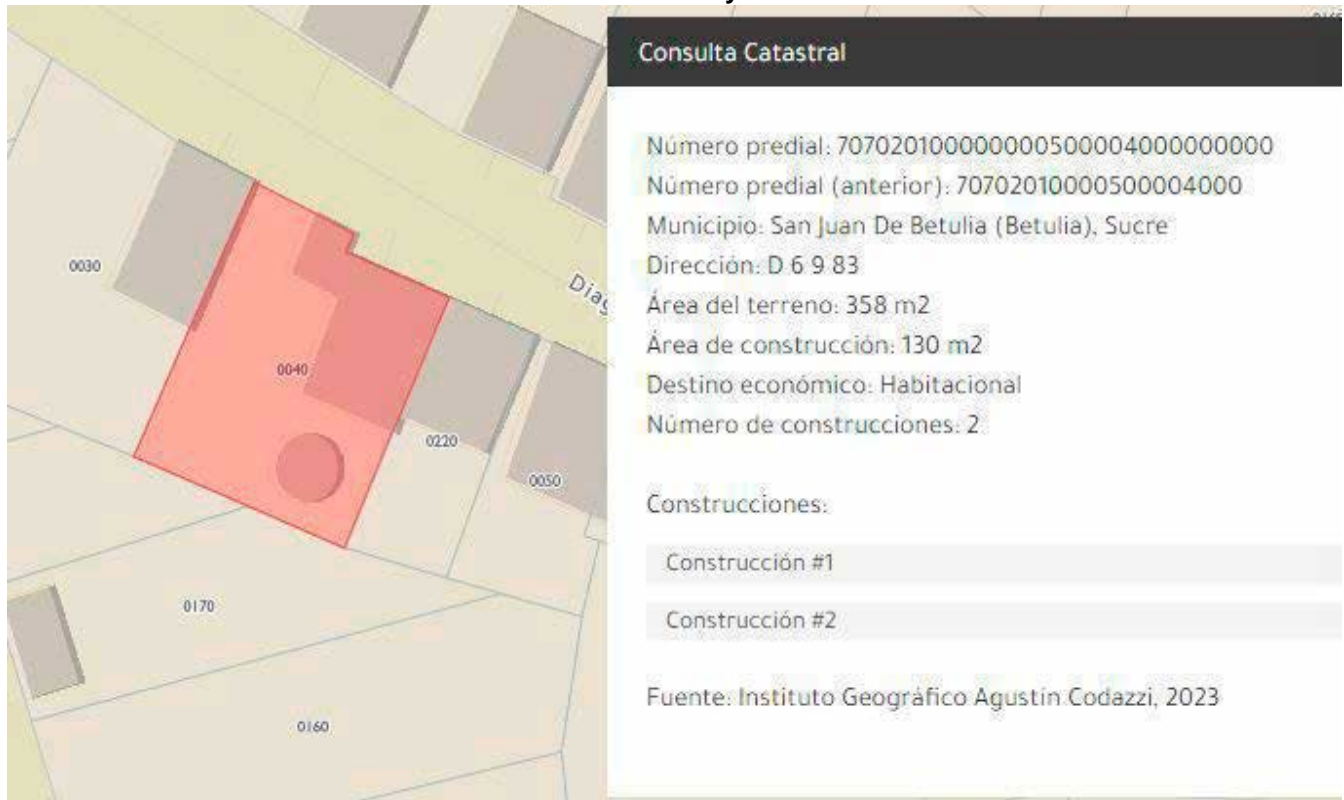 Consulta Catastral
Número predial: 707020100000000500004000000000
Número predial (anterior): 70702010000500004000
Municipio: San Juan De Betulia (Betulia), Sucre
Dirección: D 6 9 83
Área del terreno: 358 m2
Área de construcción: 130 m2
Destino económico: Habitacional
Número de construcciones: 2
Construcciones:
Construcción #1
Construcción #2
Fuente: Instituto Geográfico Agustín Codazzi, 2023
0030
Diag
0040
0220
0050
0170
0160